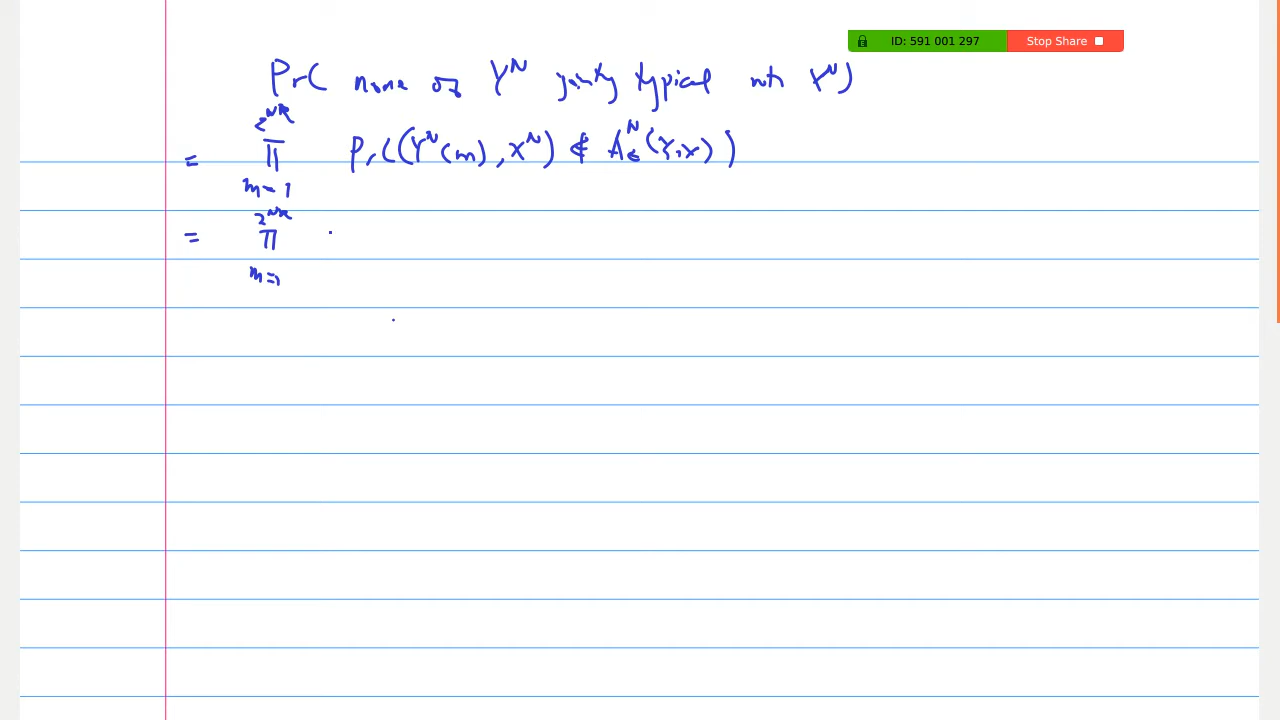 ID: 591 001 297 Stop Share
Pr( none of Y^N jointly typical with X^N)
= 2^{NR} Π m=1 Pr((Y^N(m), X^N) ∉ A_ε^N(Y,X))
= 2^{NR} Π m=1